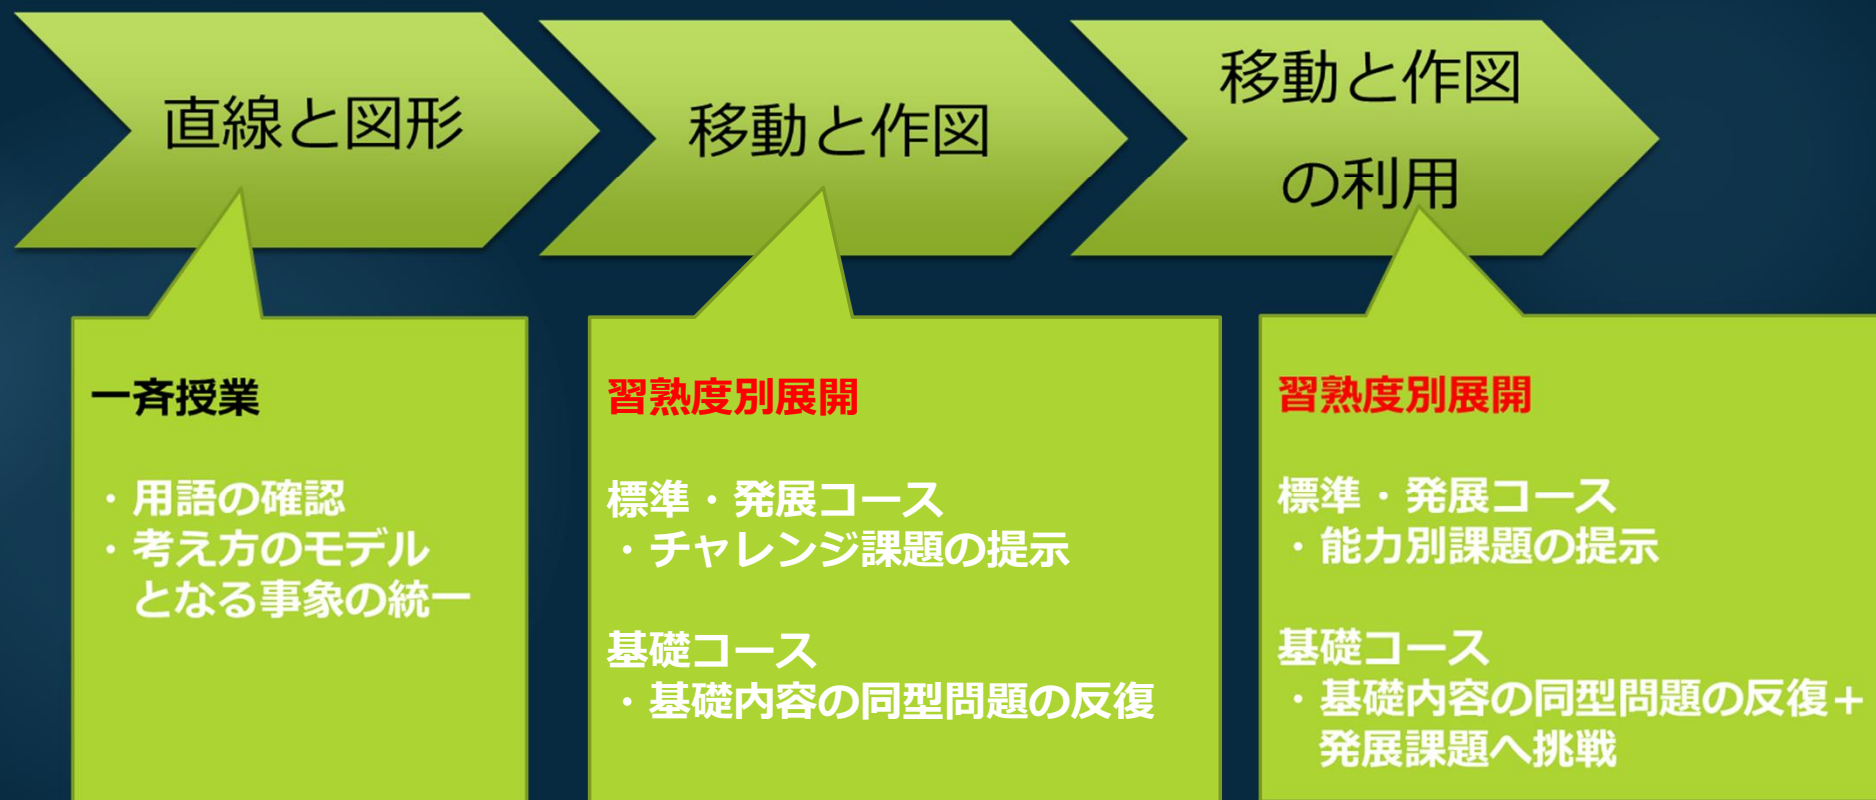 直線と図形
移動と作図
移動と作図
の利用
一斉授業
・用語の確認
・考え方のモデル
となる事象の統一
習熟度別展開
標準・発展コース
・チャレンジ課題の提示
基礎コース
・基礎内容の同型問題の反復
習熟度別展開
標準・発展コース
・能力別課題の提示
基礎コース
・基礎内容の同型問題の反復＋
発展課題へ挑戦